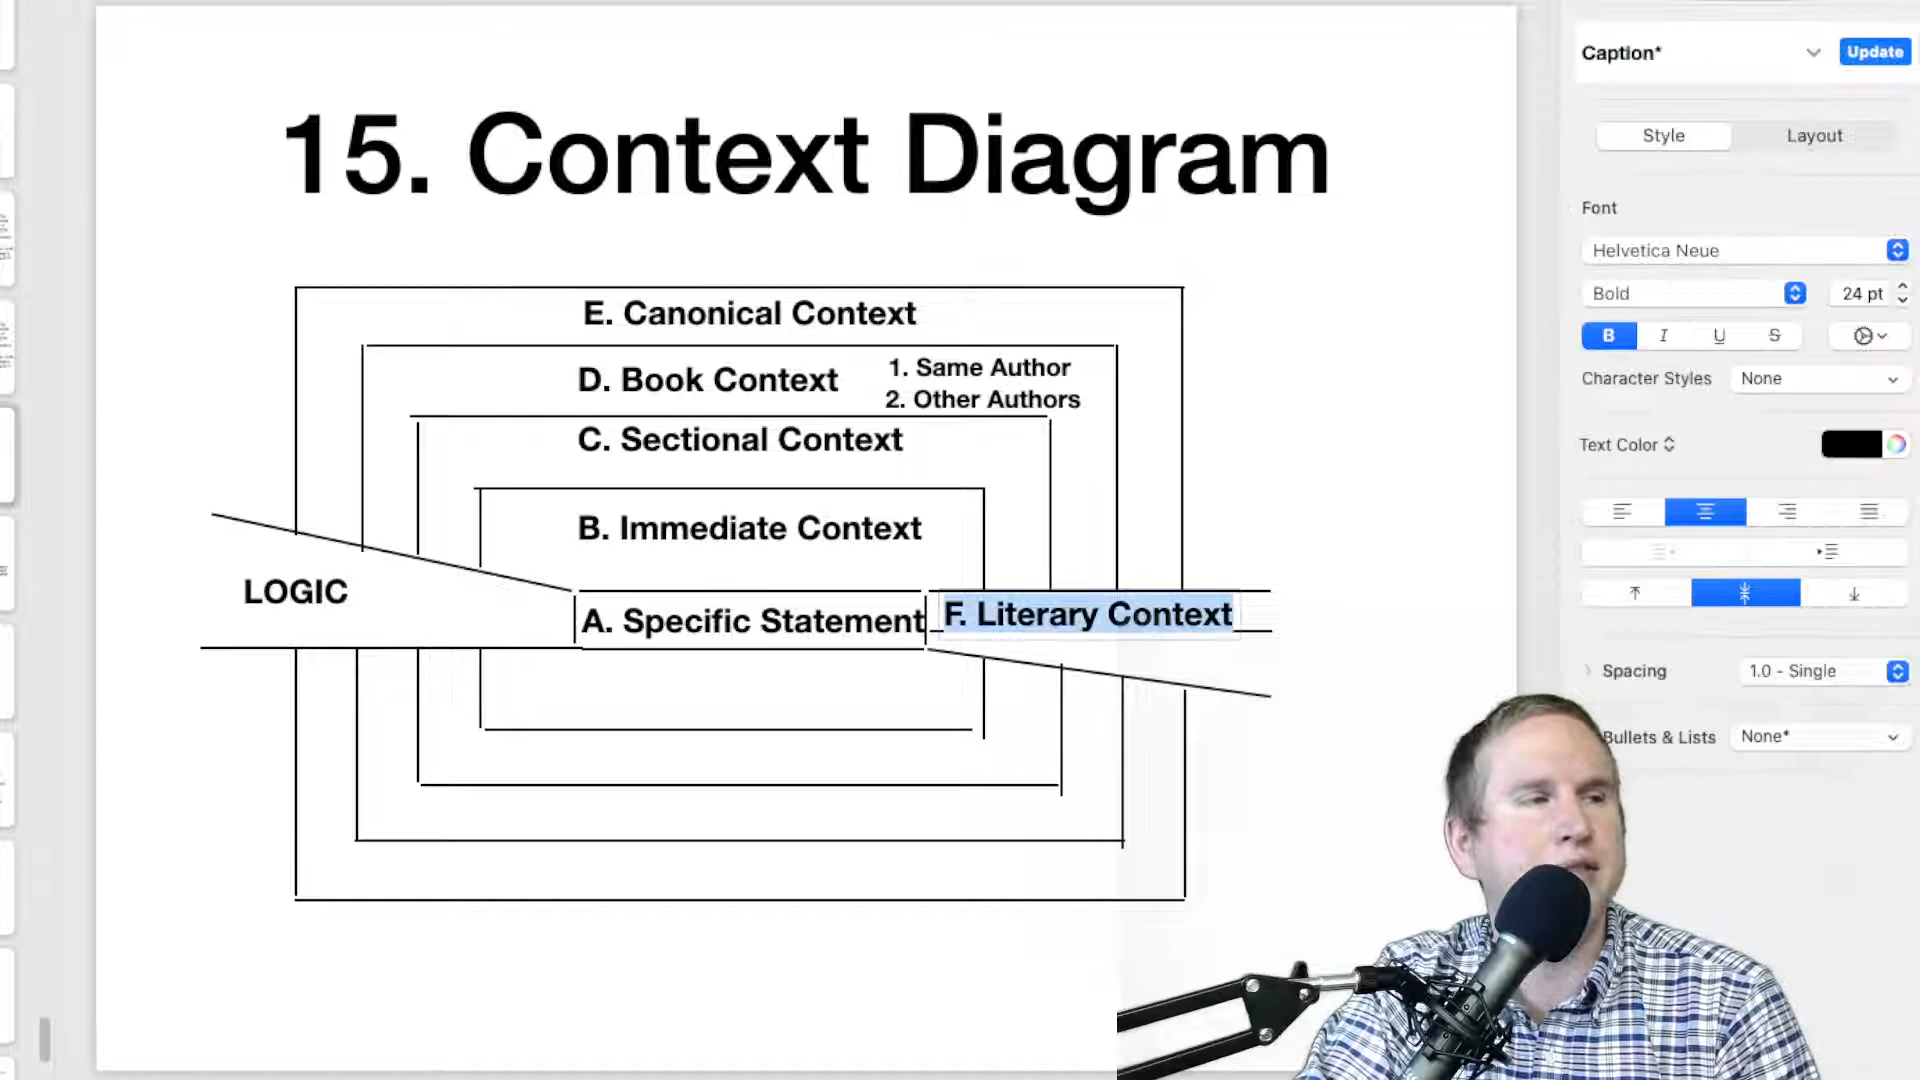 15. Context Diagram
E. Canonical Context
D. Book Context
1. Same Author
2. Other Authors
C. Sectional Context
B. Immediate Context
LOGIC
A. Specific Statement
F. Literary Context
Caption*
Update
Style
Layout
Font
Helvetica Neue
Bold
24 pt
B
I
U
S
Character Styles
None
Text Color
Spacing
1.0 - Single
Bullets & Lists
None*